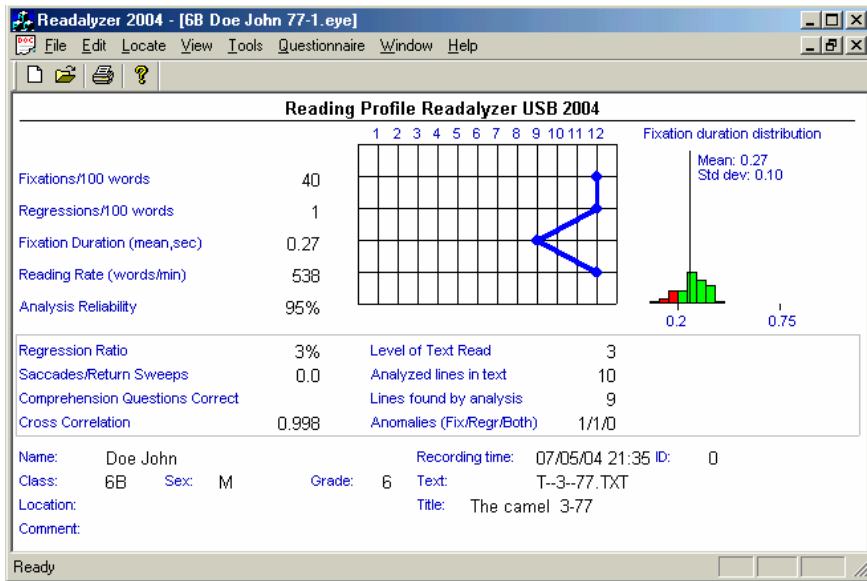 Readalyzer 2004 - [6B Doe John 77-1.eye]
File Edit Locate View Tools Questionnaire Window Help
Reading Profile Readalyzer USB 2004
1 2 3 4 5 6 7 8 9 10 11 12 Fixation duration distribution
Mean: 0.27
Std dev: 0.10
Fixations/100 words 40
Regressions/100 words 1
Fixation Duration (mean,sec) 0.27
Reading Rate (words/min) 538
Analysis Reliability 95%
0.2 0.75
Regression Ratio 3% Level of Text Read 3
Saccades/Return Sweeps 0.0 Analyzed lines in text 10
Comprehension Questions Correct Lines found by analysis 9
Cross Correlation 0.998 Anomalies (Fix/Regr/Both) 1/1/0
Name: Doe John Recording time: 07/05/04 21:35 ID: 0
Class: 6B Sex: M Grade: 6 Text: T--3--77.TXT
Location: Title: The camel 3-77
Comment:
Ready